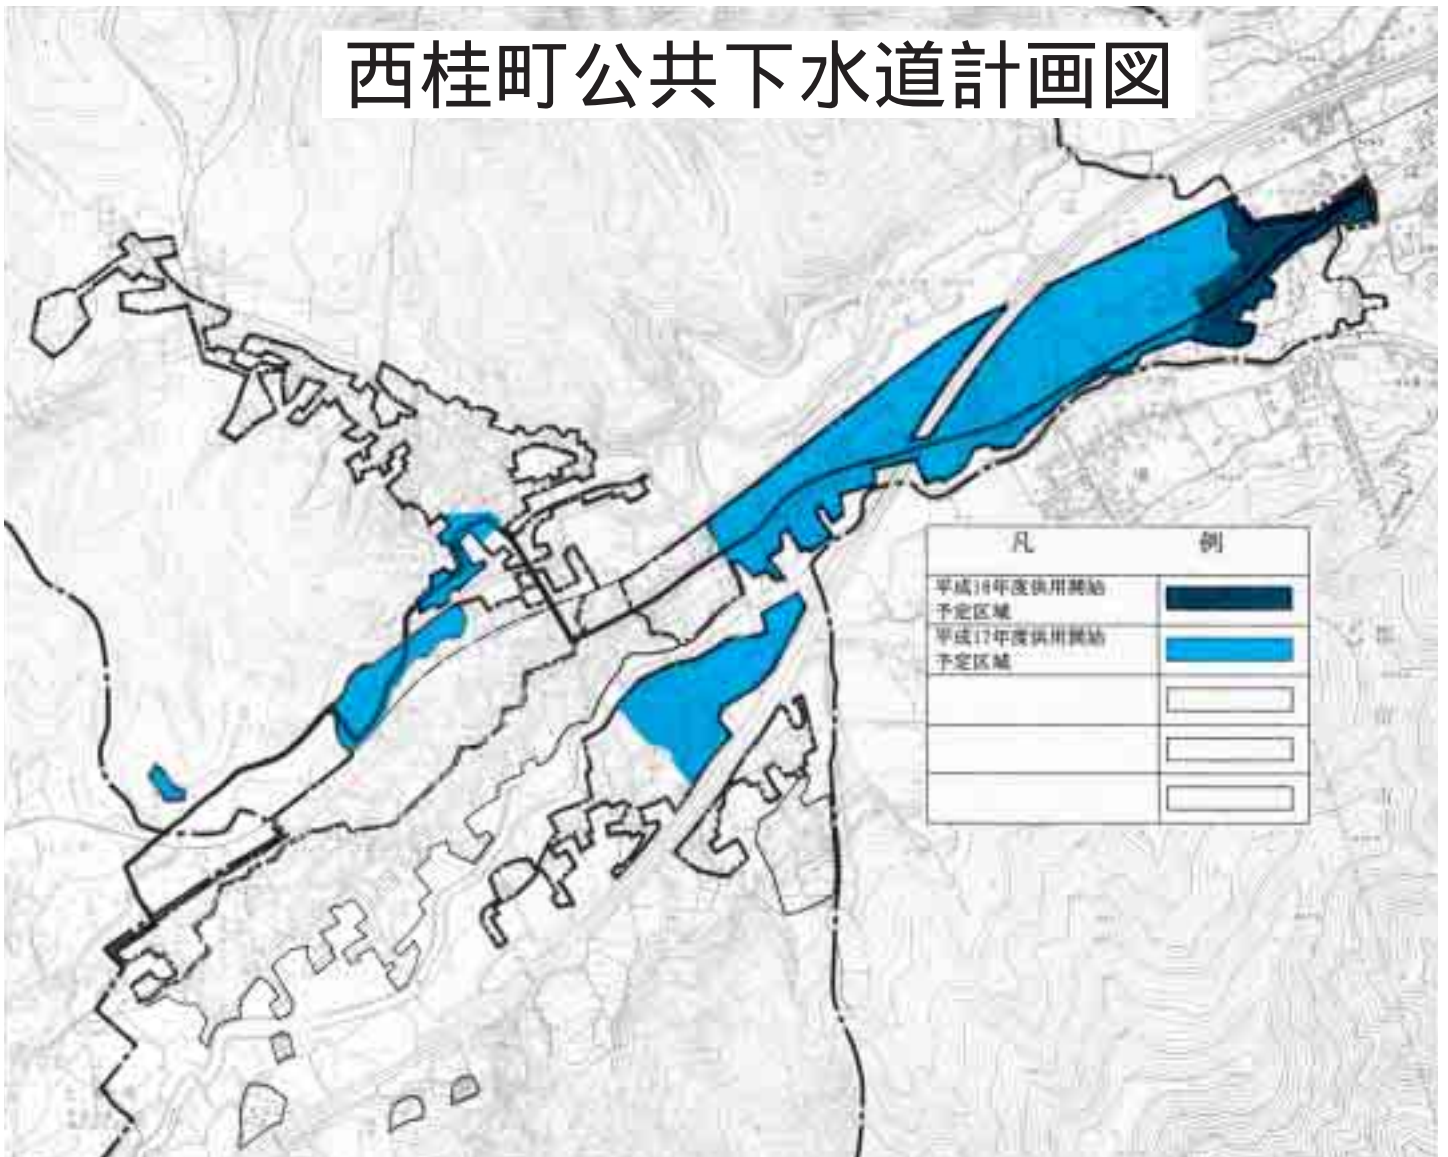 西桂町公共下水道計画図
凡 例
平成16年度供用開始
予定区域
平成17年度供用開始
予定区域